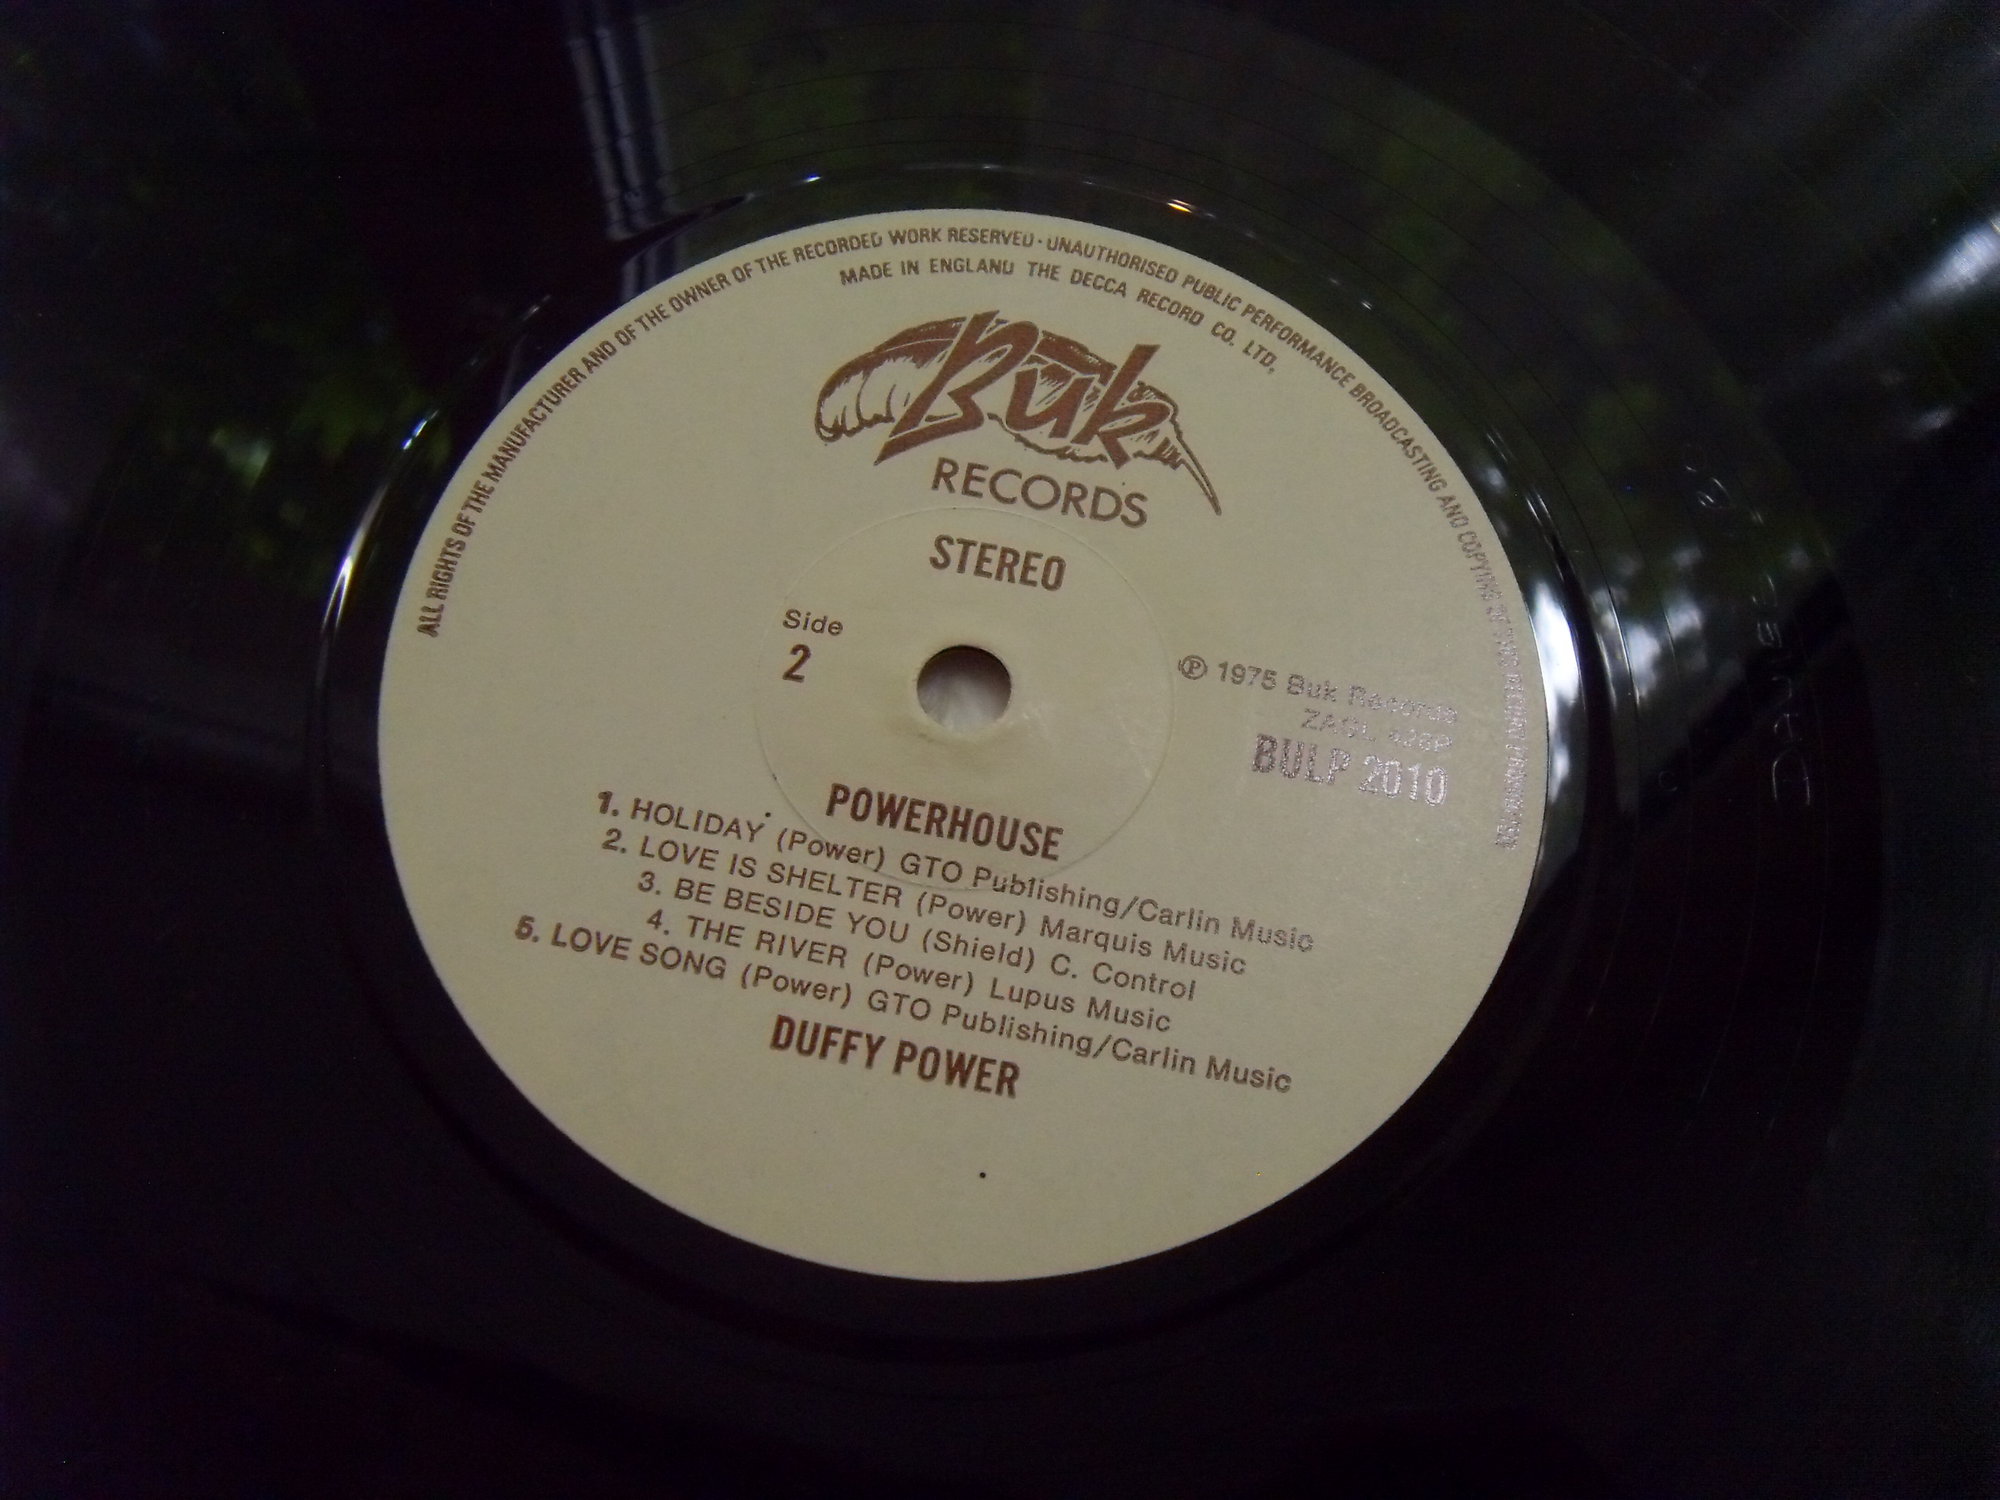 ALL RIGHTS OF THE MANUFACTURER AND OF THE OWNER OF THE RECORDED WORK RESERVED · UNAUTHORISED PUBLIC PERFORMANCE BROADCASTING AND COPYING
MADE IN ENGLAND THE DECCA RECORD CO. LTD.
Buk
RECORDS
STEREO
Side
2
℗ 1975 Buk Records
BULP 2010
POWERHOUSE
1. HOLIDAY (Power) GTO Publishing/Carlin Music
2. LOVE IS SHELTER (Power) Marquis Music
3. BE BESIDE YOU (Shield) C. Control
4. THE RIVER (Power) Lupus Music
5. LOVE SONG (Power) GTO Publishing/Carlin Music
DUFFY POWER